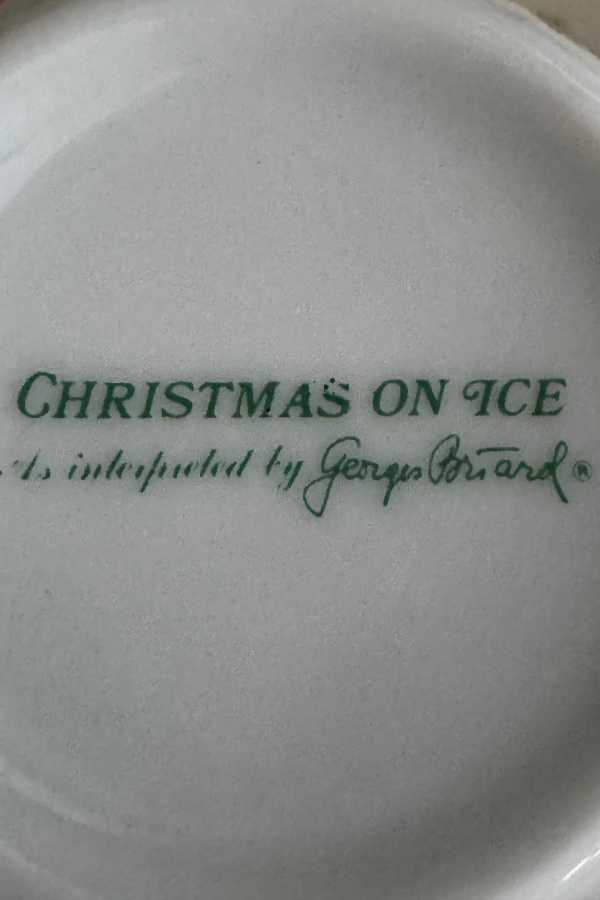 CHRISTMAS ON ICE
As interpreted by Georges Briard®